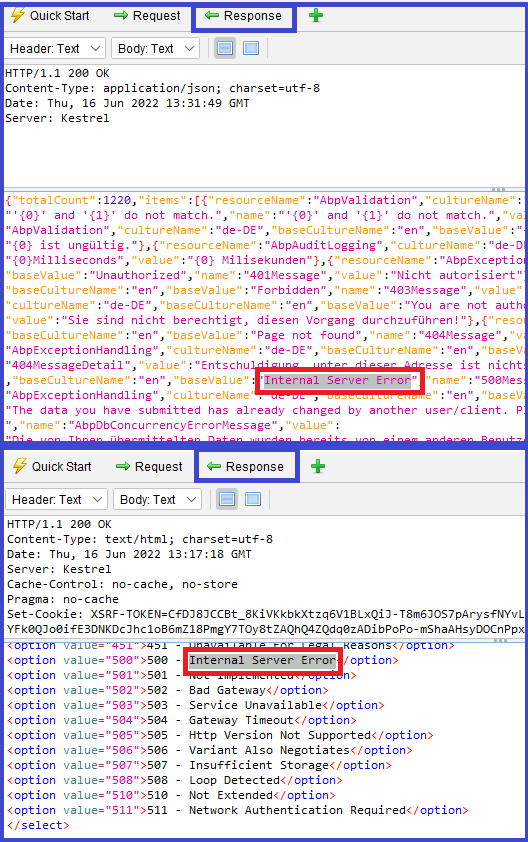 Quick Start Request Response
Header: Text Body: Text
HTTP/1.1 200 OK
Content-Type: application/json; charset=utf-8
Date: Thu, 16 Jun 2022 13:31:49 GMT
Server: Kestrel
{"totalCount":1220,"items":[{"resourceName":"AbpValidation","cultureName":"
"'{0}' and '{1}' do not match.","name":"'{0}' and '{1}' do not match.","val
"AbpValidation","cultureName":"de-DE","baseCultureName":"en","baseValue":"
"{0} ist ungültig."},{"resourceName":"AbpAuditLogging","cultureName":"de-D
"{0}Milliseconds","value":"{0} Milisekunden"},{"resourceName":"AbpException
"baseValue":"Unauthorized","name":"401Message","value":"Nicht autorisiert"
"baseCultureName":"en","baseValue":"Forbidden","name":"403Message","value"
"cultureName":"de-DE","baseCultureName":"en","baseValue":"You are not autho
"value":"Sie sind nicht berechtigt, diesen Vorgang durchzuführen!"},{"reso
"baseCultureName":"en","baseValue":"Page not found","name":"404Message","va
"AbpExceptionHandling","cultureName":"de-DE","baseCultureName":"en","baseV
"404MessageDetail","value":"Entschuldigung, unter dieser Adresse ist nichts
,"baseCultureName":"en","baseValue":"Internal Server Error","name":"500Mes
"AbpExceptionHandling","cultureName":"de-DE","baseCultureName":"en","baseV
"The data you have submitted has already changed by another user/client. Pl
","name":"AbpDbConcurrencyErrorMessage","value":
"Die von Ihnen übermittelten Daten wurden bereits von einem anderen Benutze
Quick Start Request Response
Header: Text Body: Text
HTTP/1.1 200 OK
Content-Type: text/html; charset=utf-8
Date: Thu, 16 Jun 2022 13:17:18 GMT
Server: Kestrel
Cache-Control: no-cache, no-store
Pragma: no-cache
Set-Cookie: XSRF-TOKEN=CfDJ8JCCBt_8KiVKkbkXtzq6V1BLxQiJ-T8m6JOS7pArysfNYvL
YFk0QJo0ifE3DNKDcJhc1oB6mZ18PmgY7TOy8tZAQhQ4ZQdq0zADibPoPo-mShaAHsyDOCnPpx
<option value="451">451 - Unavailable For Legal Reasons</option>
<option value="500">500 - Internal Server Error</option>
<option value="501">501 - Not Implemented</option>
<option value="502">502 - Bad Gateway</option>
<option value="503">503 - Service Unavailable</option>
<option value="504">504 - Gateway Timeout</option>
<option value="505">505 - Http Version Not Supported</option>
<option value="506">506 - Variant Also Negotiates</option>
<option value="507">507 - Insufficient Storage</option>
<option value="508">508 - Loop Detected</option>
<option value="510">510 - Not Extended</option>
<option value="511">511 - Network Authentication Required</option>
</select>